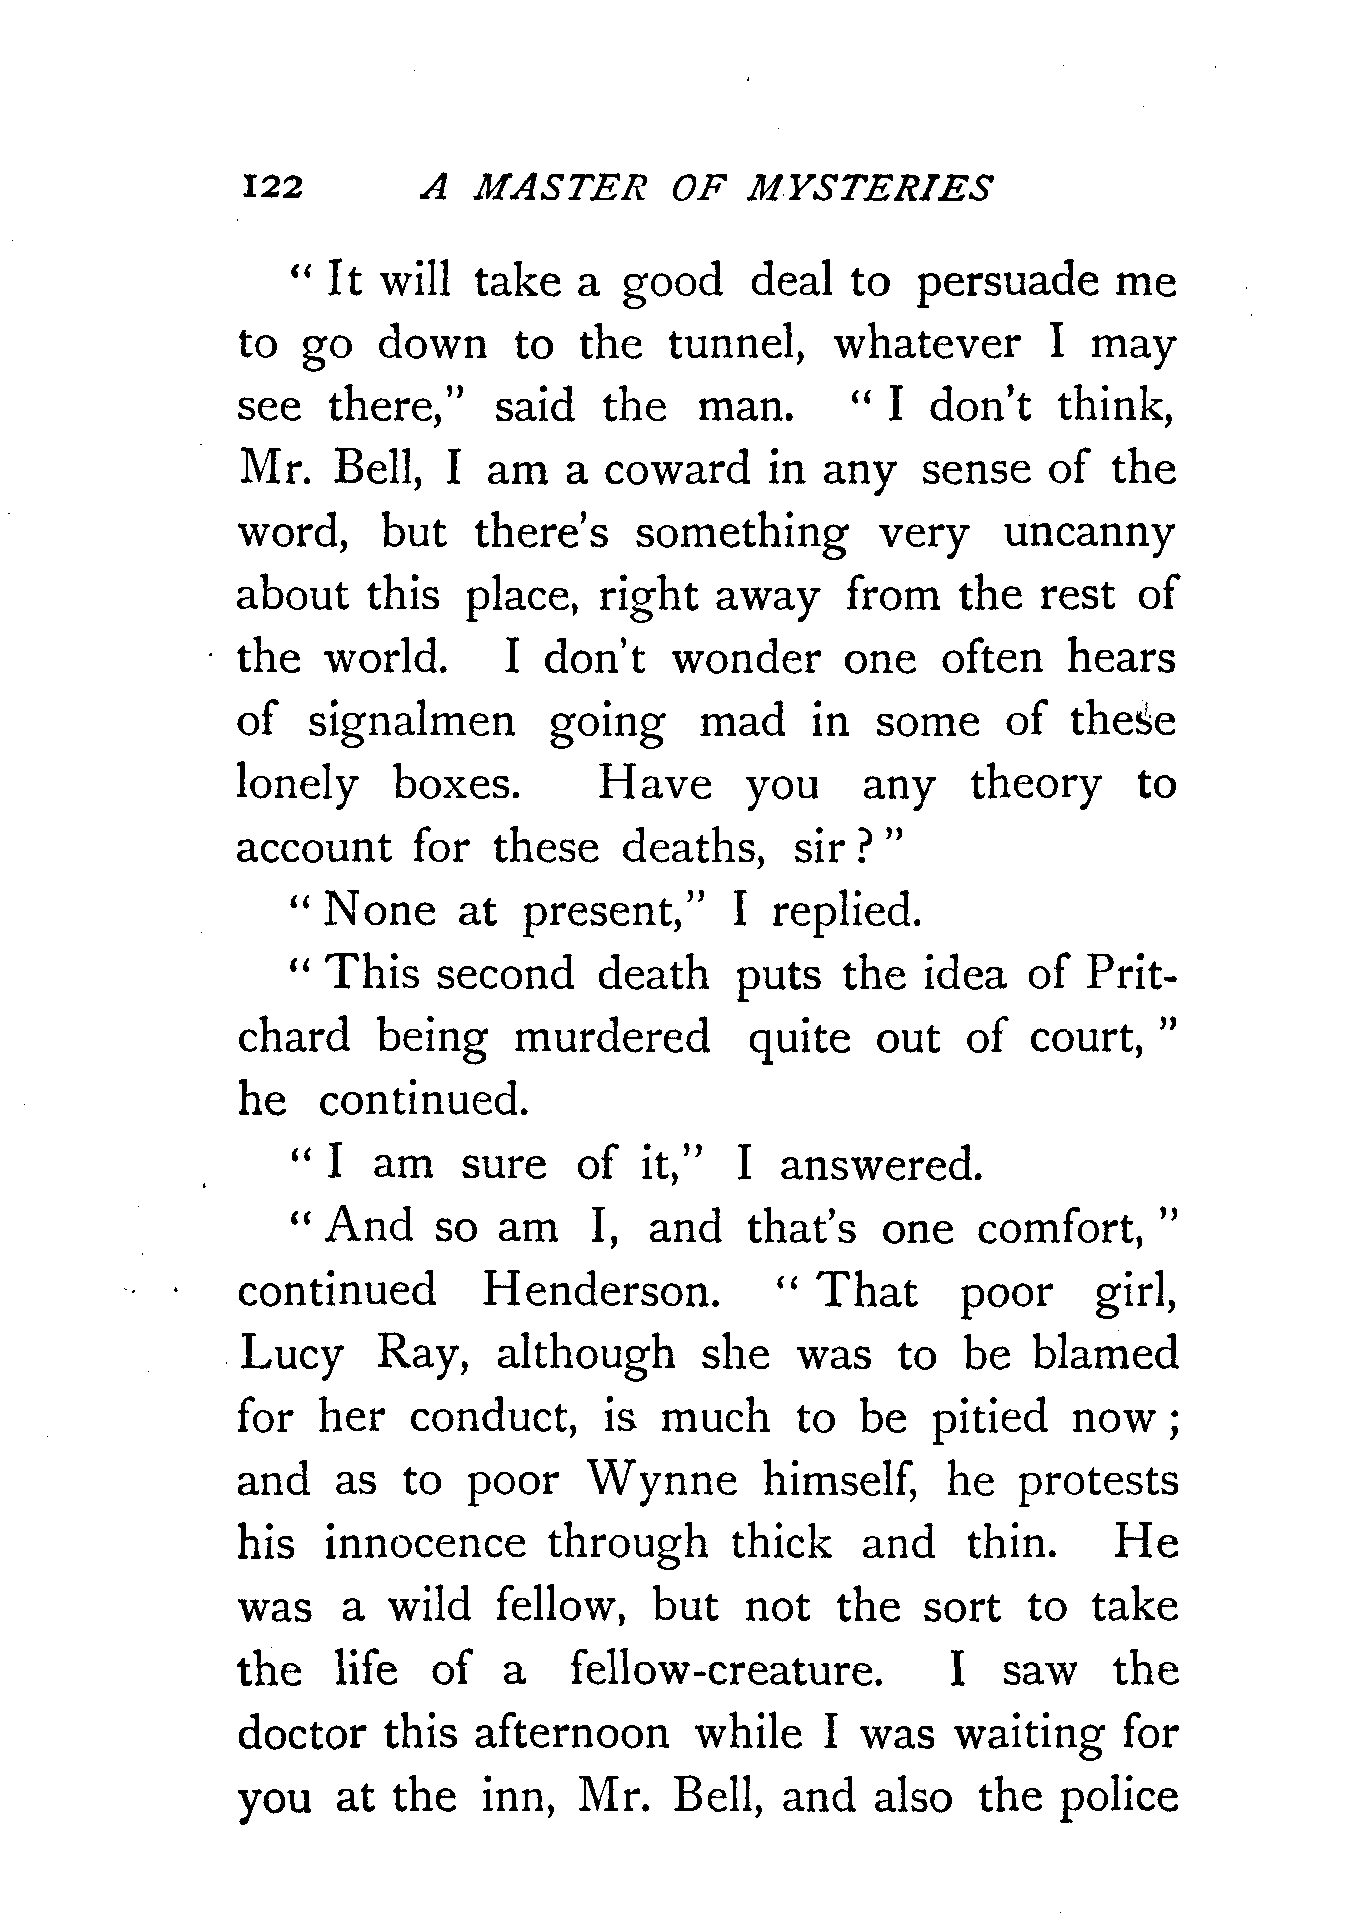 122 A MASTER OF MYSTERIES
“ It will take a good deal to persuade me
to go down to the tunnel, whatever I may
see there,” said the man. “ I don't think,
Mr. Bell, I am a coward in any sense of the
word, but there's something very uncanny
about this place, right away from the rest of
the world. I don't wonder one often hears
of signalmen going mad in some of these
lonely boxes. Have you any theory to
account for these deaths, sir ? ”
“ None at present,” I replied.
“ This second death puts the idea of Prit-
chard being murdered quite out of court, ”
he continued.
“ I am sure of it,” I answered.
“ And so am I, and that's one comfort, ”
continued Henderson. “ That poor girl,
Lucy Ray, although she was to be blamed
for her conduct, is much to be pitied now ;
and as to poor Wynne himself, he protests
his innocence through thick and thin. He
was a wild fellow, but not the sort to take
the life of a fellow-creature. I saw the
doctor this afternoon while I was waiting for
you at the inn, Mr. Bell, and also the police